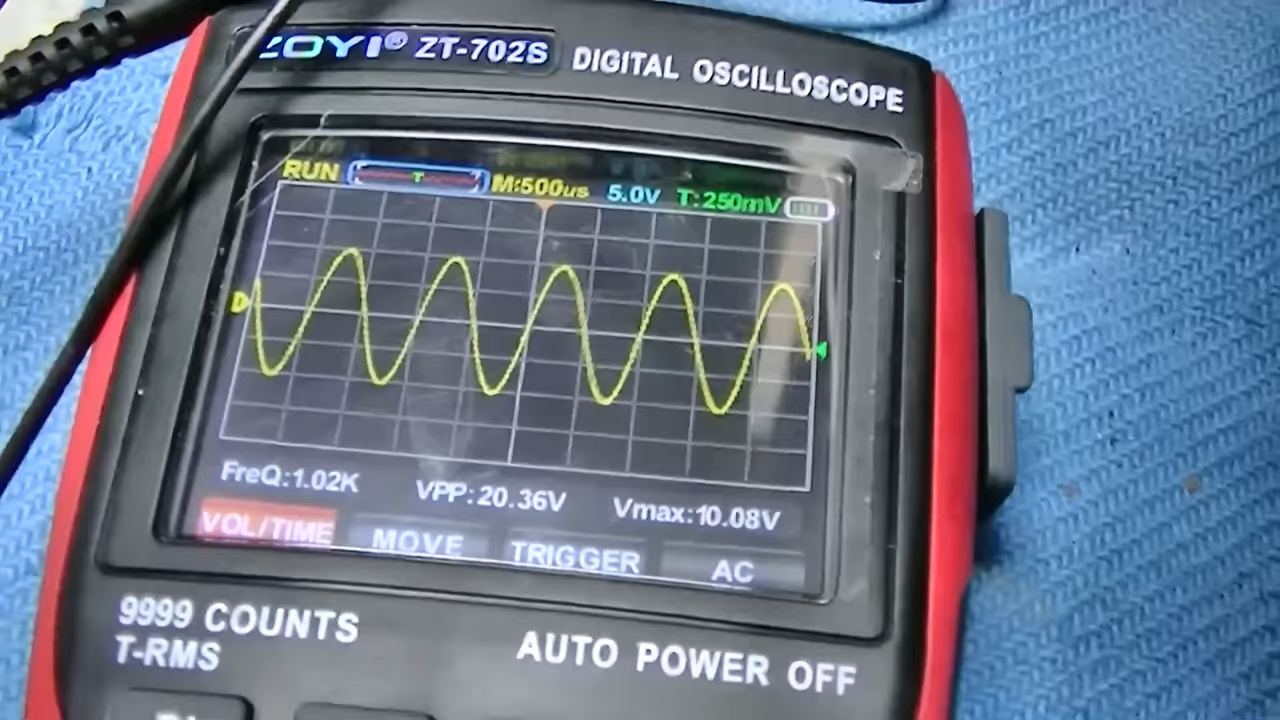 ZOYI® ZT-702S DIGITAL OSCILLOSCOPE
RUN T M:500us 5.0V T:250mV
D
FreQ:1.02K VPP:20.36V Vmax:10.08V
VOL/TIME MOVE TRIGGER AC
9999 COUNTS
T-RMS
AUTO POWER OFF